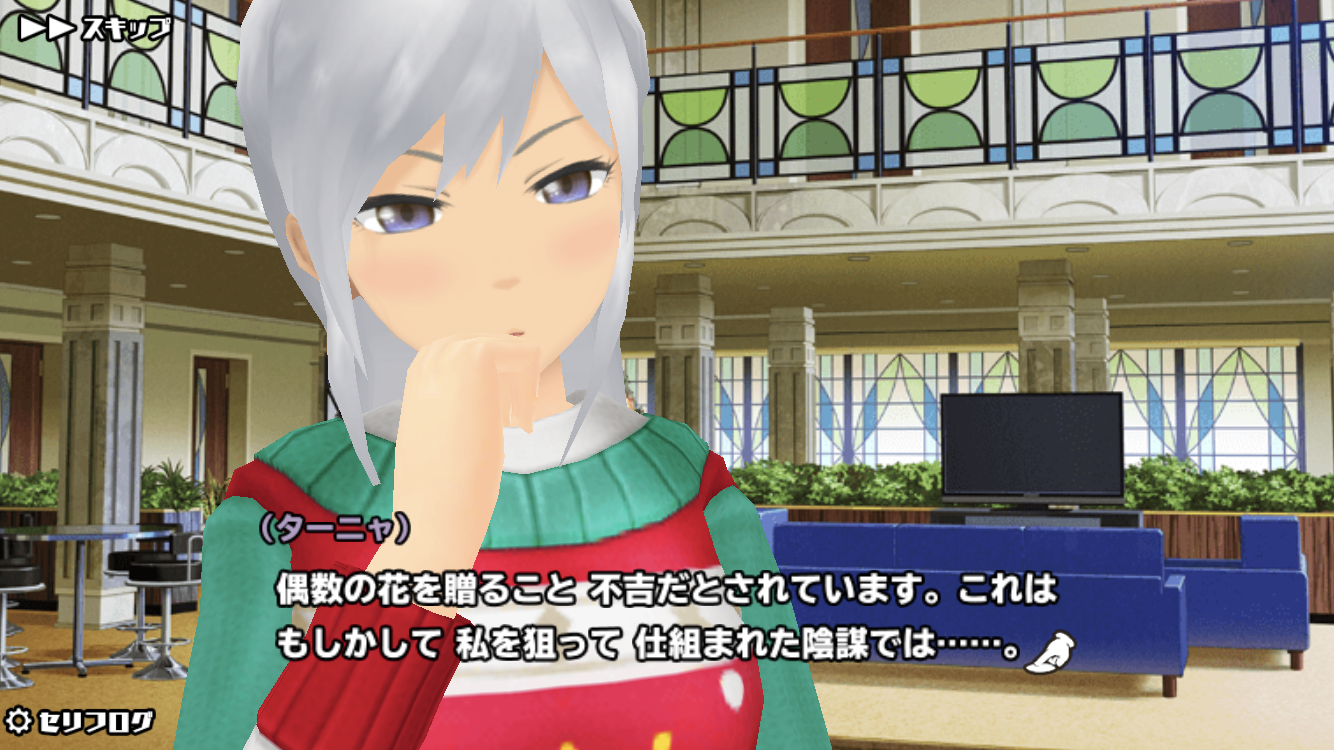 スキップ
（ターニャ）
偶数の花を贈ること 不吉だとされています。これは
もしかして 私を狙って 仕組まれた陰謀では……。
セリフログ